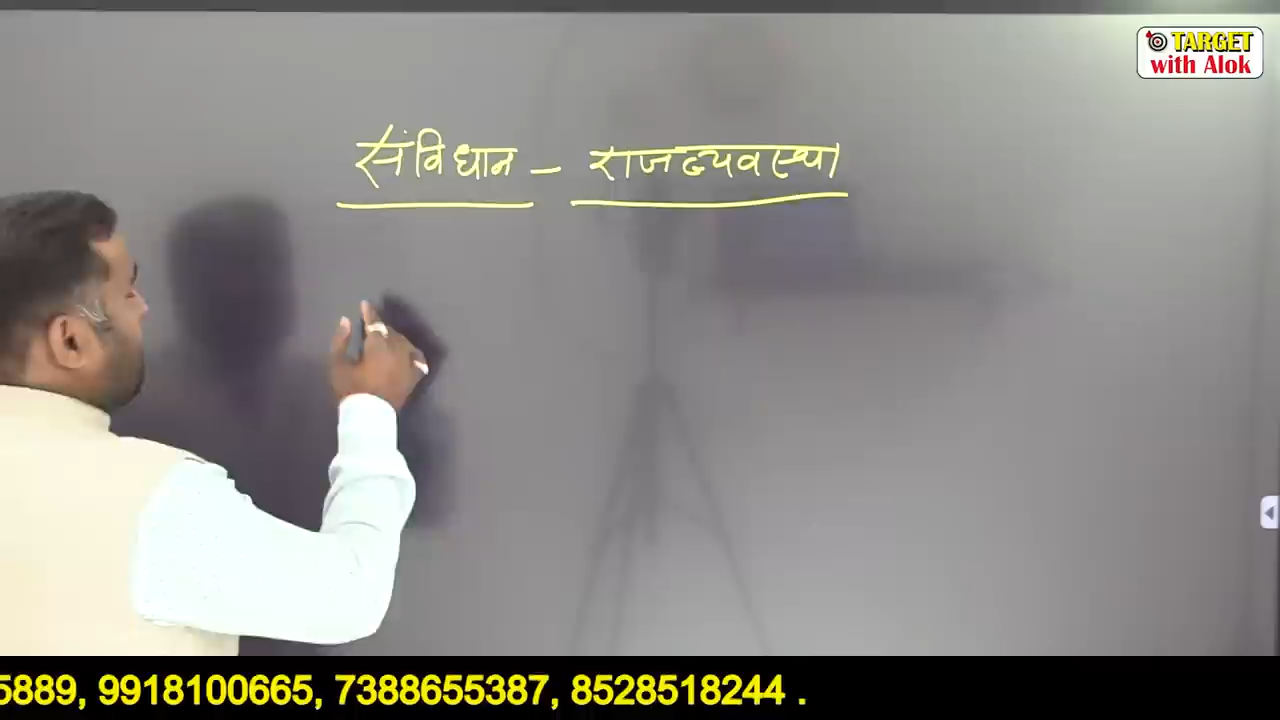 TARGET
with Alok
संविधान – राजव्यवस्था
5889, 9918100665, 7388655387, 8528518244 .